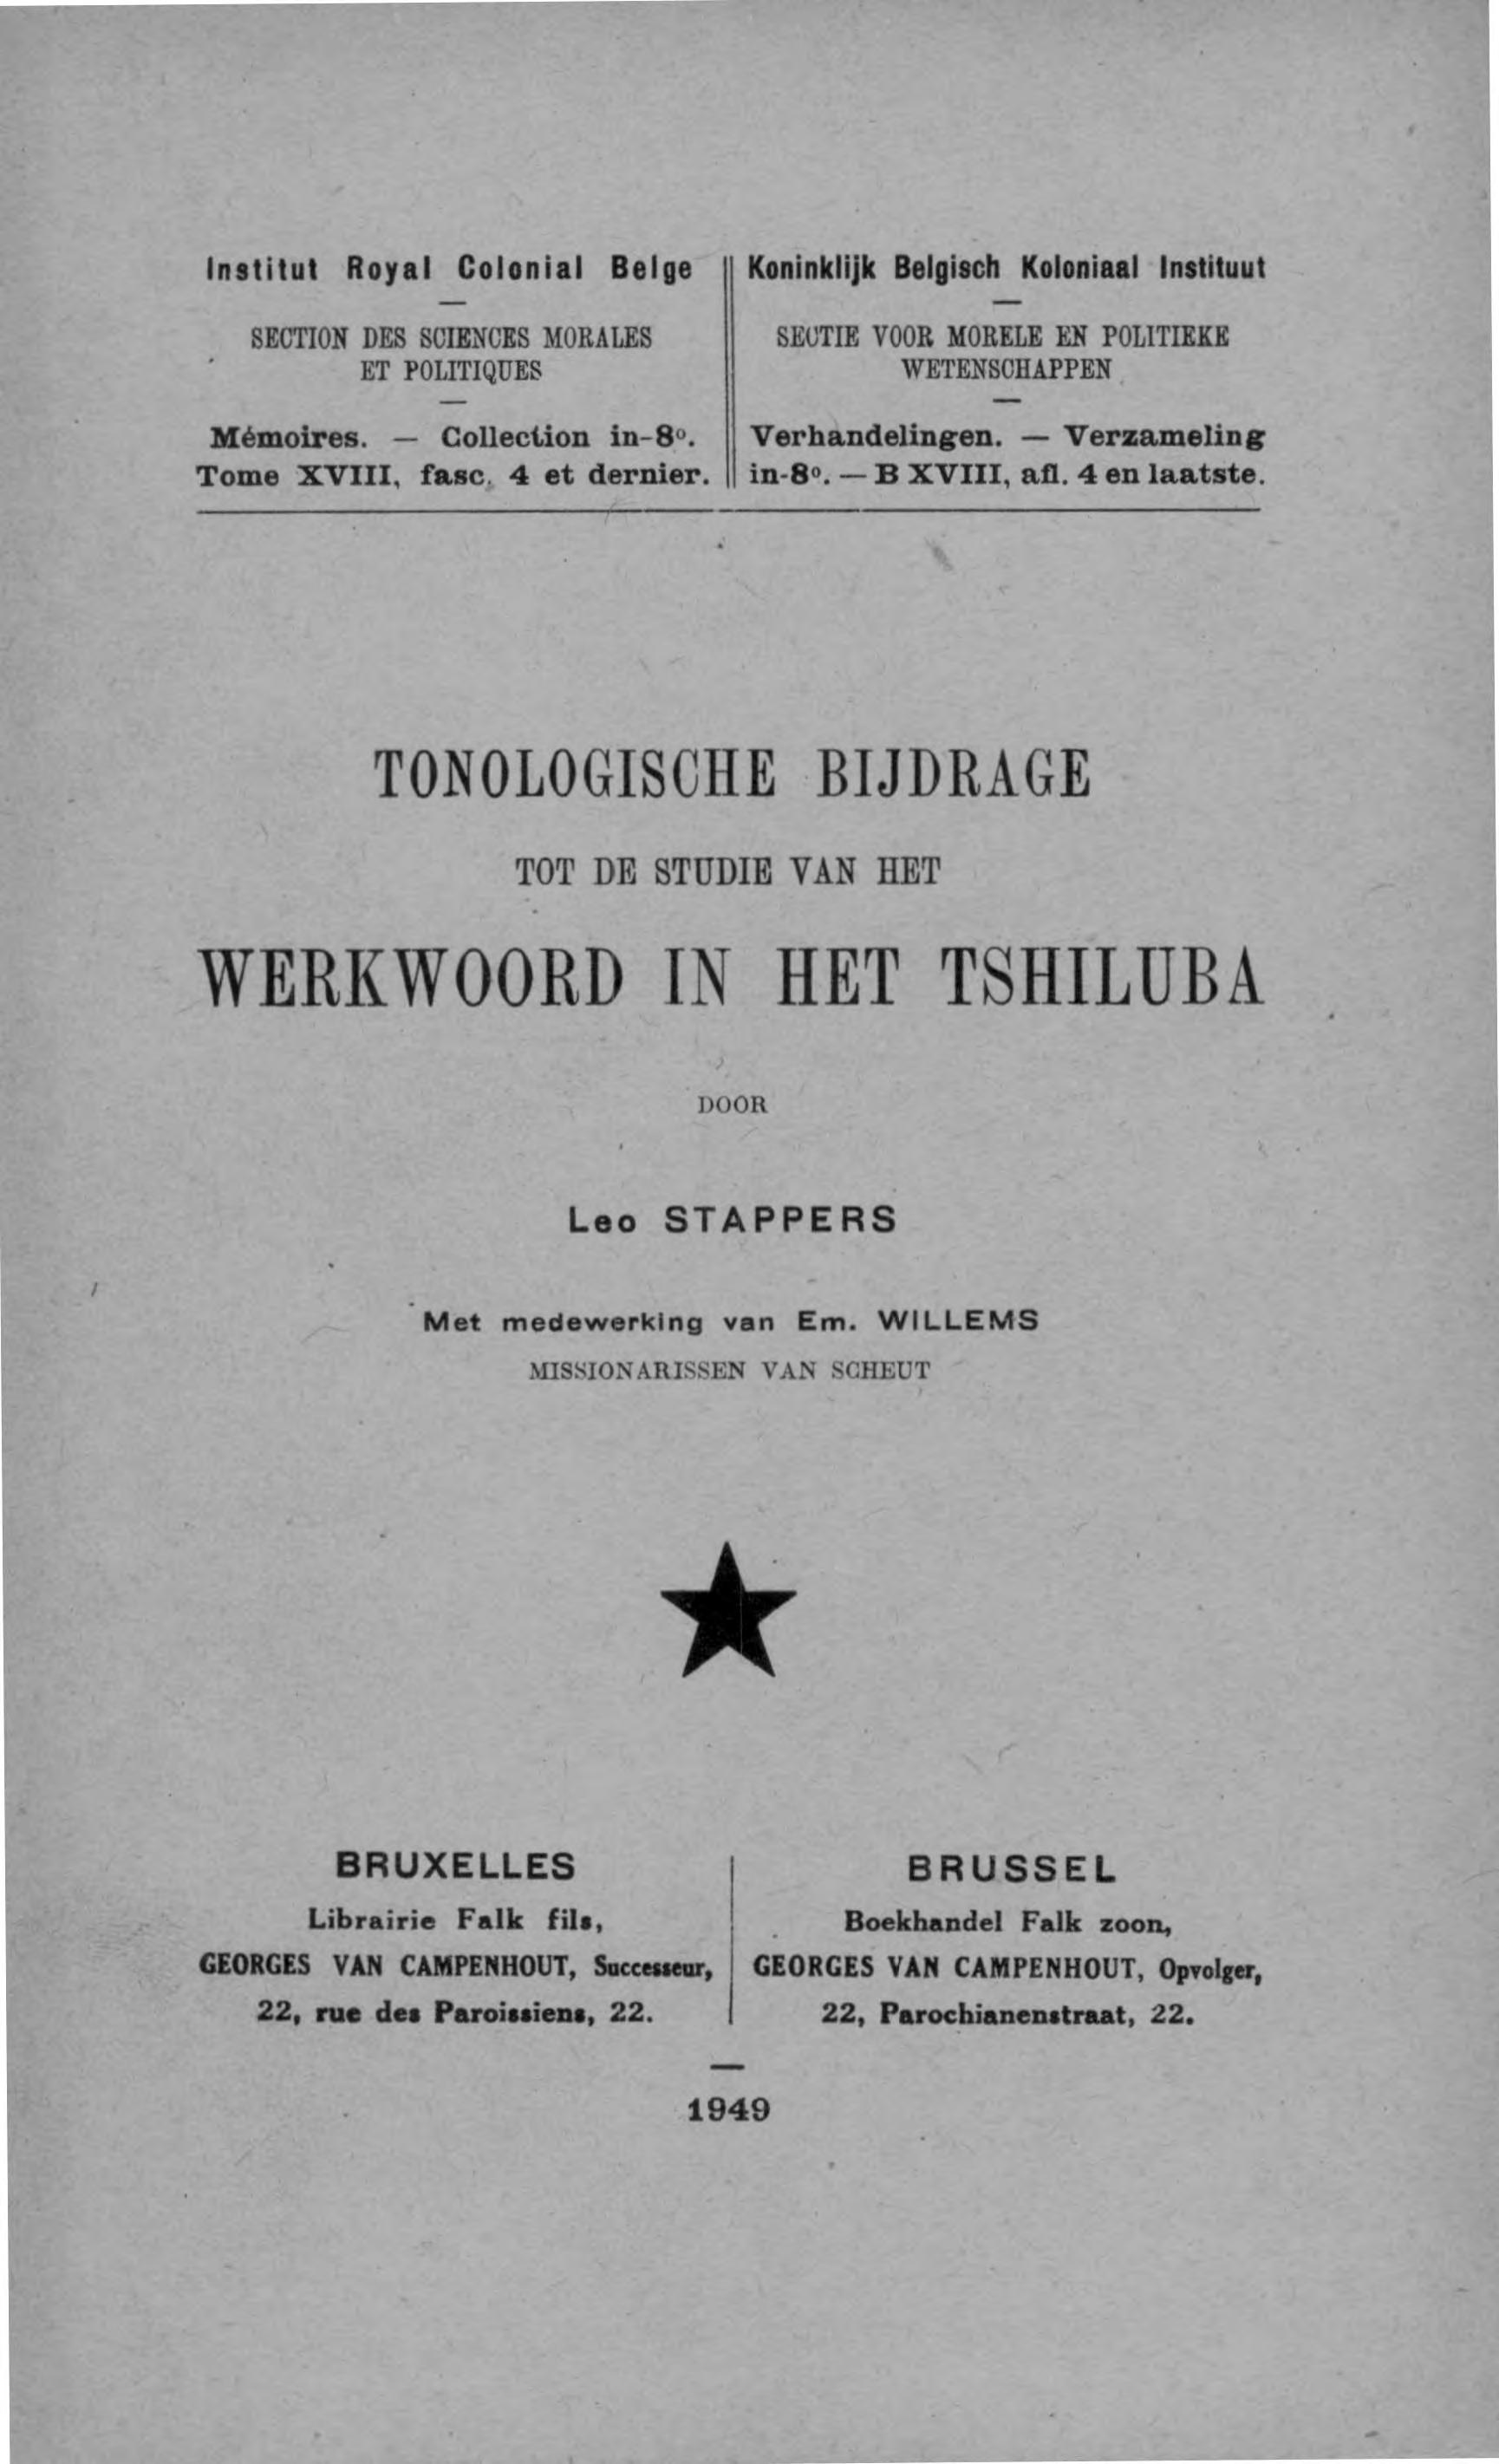 Institut Royal Colonial Belge
SECTION DES SCIENCES MORALES
ET POLITIQUES
Mémoires. — Collection in-8º.
Tome XVIII, fasc. 4 et dernier.
Koninklijk Belgisch Koloniaal Instituut
SECTIE VOOR MORELE EN POLITIEKE
WETENSCHAPPEN
Verhandelingen. — Verzameling
in-8º. — B XVIII, afl. 4 en laatste.
TONOLOGISCHE BIJDRAGE
TOT DE STUDIE VAN HET
WERKWOORD IN HET TSHILUBA
DOOR
Leo STAPPERS
Met medewerking van Em. WILLEMS
MISSIONARISSEN VAN SCHEUT
BRUXELLES
Librairie Falk fils,
GEORGES VAN CAMPENHOUT, Successeur,
22, rue des Paroissiens, 22.
BRUSSEL
Boekhandel Falk zoon,
GEORGES VAN CAMPENHOUT, Opvolger,
22, Parochianenstraat, 22.
1949